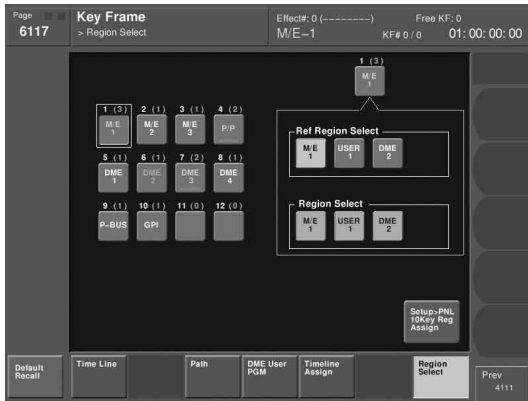 Page
6117
Key Frame
> Region Select
Effect#: 0 (--------)
Free KF: 0
M/E-1
KF# 0 / 0
01: 00: 00: 00
1 (3)
M/E
1
1 (3)
2 (1)
3 (1)
4 (2)
M/E
1
M/E
2
M/E
3
P/P
5 (1)
6 (1)
7 (2)
8 (1)
DME
1
DME
2
DME
3
DME
4
9 (1)
10 (1)
11 (0)
12 (0)
P-BUS
GPI
Ref Region Select
M/E
1
USER
1
DME
2
Region Select
M/E
1
USER
1
DME
2
Setup>PNL
10Key Reg
Assign
Default
Recall
Time Line
Path
DME User
PGM
Timeline
Assign
Region
Select
Prev
4111